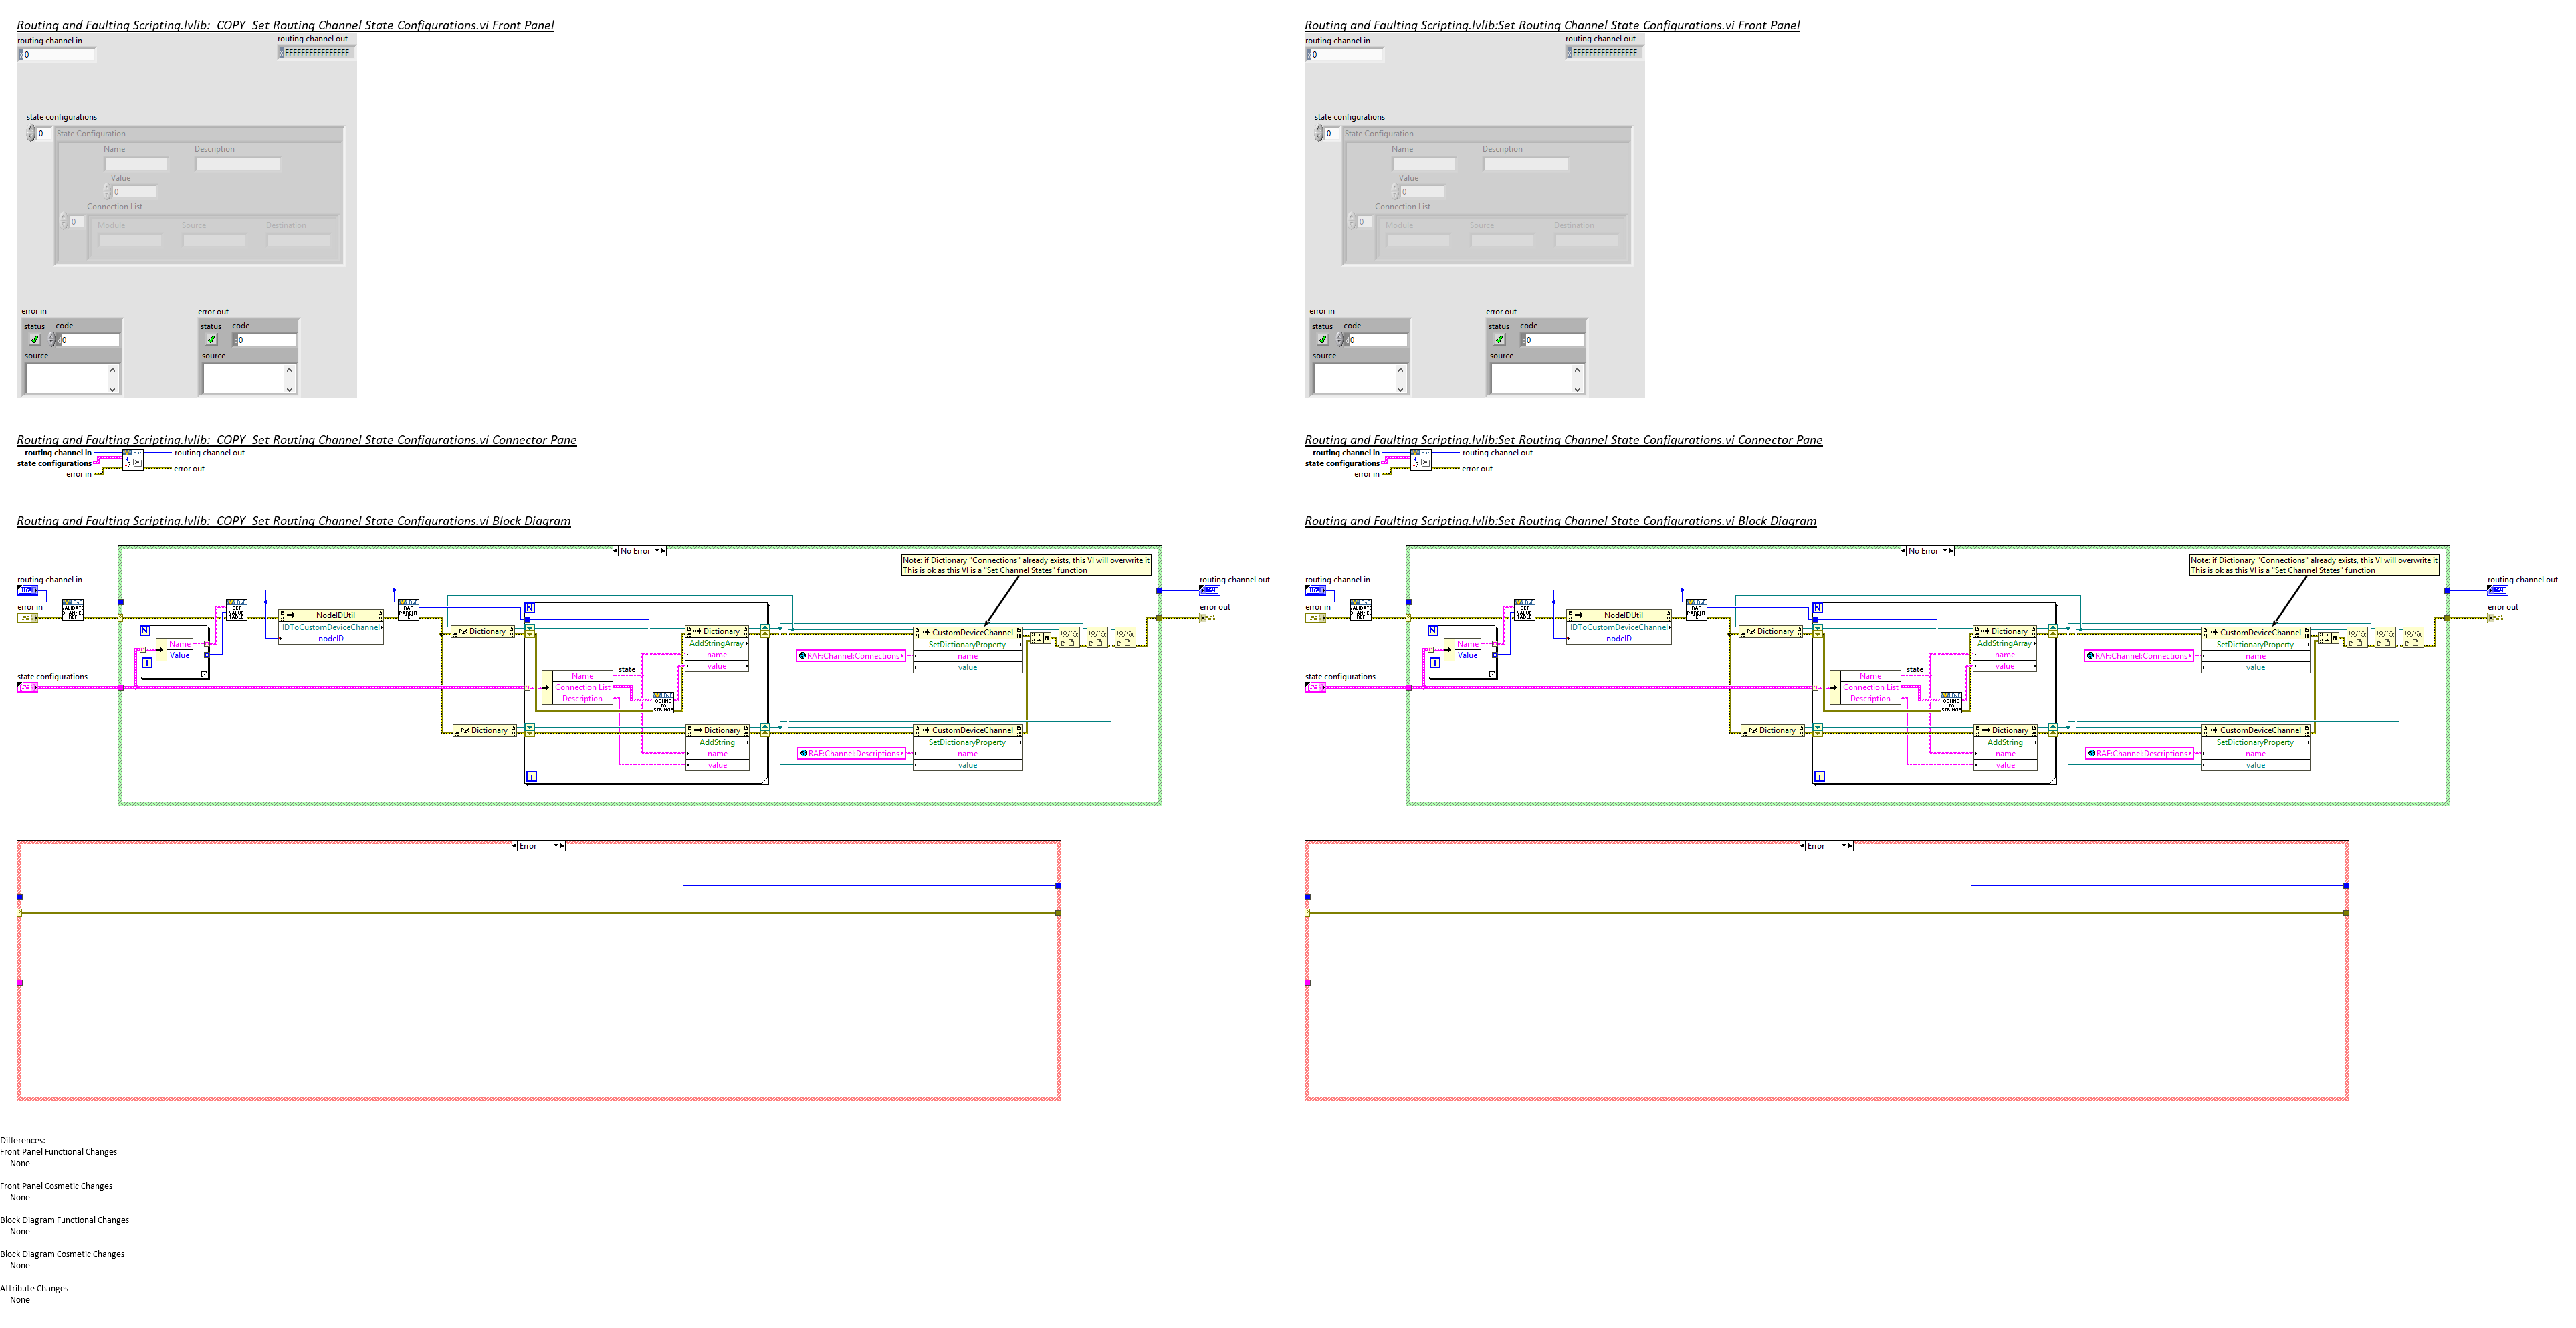 Routing and Faulting Scripting.lvlib:_COPY_Set Routing Channel State Configurations.vi Front Panel
routing channel in
0
routing channel out
FFFFFFFFFFFFFFFF
state configurations
0
State Configuration
Name
Description
Value
0
Connection List
0
Module
Source
Destination
error in
status
code
0
source
error out
status
code
0
source
Routing and Faulting Scripting.lvlib:Set Routing Channel State Configurations.vi Front Panel
routing channel in
0
routing channel out
FFFFFFFFFFFFFFFF
state configurations
0
State Configuration
Name
Description
Value
0
Connection List
0
Module
Source
Destination
error in
status
code
0
source
error out
status
code
0
source
Routing and Faulting Scripting.lvlib:_COPY_Set Routing Channel State Configurations.vi Connector Pane
routing channel in
routing channel out
state configurations
error out
error in
Routing and Faulting Scripting.lvlib:Set Routing Channel State Configurations.vi Connector Pane
routing channel in
routing channel out
state configurations
error out
error in
Routing and Faulting Scripting.lvlib:_COPY_Set Routing Channel State Configurations.vi Block Diagram
No Error
Note: if Dictionary "Connections" already exists, this VI will overwrite it
This is ok as this VI is a "Set Channel States" function
routing channel in
routing channel out
error in
error out
state configurations
VALIDATE CHANNEL REF
N
Name
Value
i
SET VALUE TABLE
NodeIDUtil
IDToCustomDeviceChannel
nodeID
RAF PARENT REF
Dictionary
N
state
Name
Connection List
Description
Dictionary
AddStringArray
name
value
RAF:Channel:Connections
CustomDeviceChannel
SetDictionaryProperty
name
value
Dictionary
Dictionary
AddString
name
value
i
RAF:Channel:Descriptions
CustomDeviceChannel
SetDictionaryProperty
name
value
Error
Routing and Faulting Scripting.lvlib:Set Routing Channel State Configurations.vi Block Diagram
No Error
Note: if Dictionary "Connections" already exists, this VI will overwrite it
This is ok as this VI is a "Set Channel States" function
routing channel in
routing channel out
error in
error out
state configurations
VALIDATE CHANNEL REF
N
Name
Value
i
SET VALUE TABLE
NodeIDUtil
IDToCustomDeviceChannel
nodeID
RAF PARENT REF
Dictionary
N
state
Name
Connection List
Description
Dictionary
AddStringArray
name
value
RAF:Channel:Connections
CustomDeviceChannel
SetDictionaryProperty
name
value
Dictionary
Dictionary
AddString
name
value
i
RAF:Channel:Descriptions
CustomDeviceChannel
SetDictionaryProperty
name
value
Error
Differences:
Front Panel Functional Changes
None
Front Panel Cosmetic Changes
None
Block Diagram Functional Changes
None
Block Diagram Cosmetic Changes
None
Attribute Changes
None